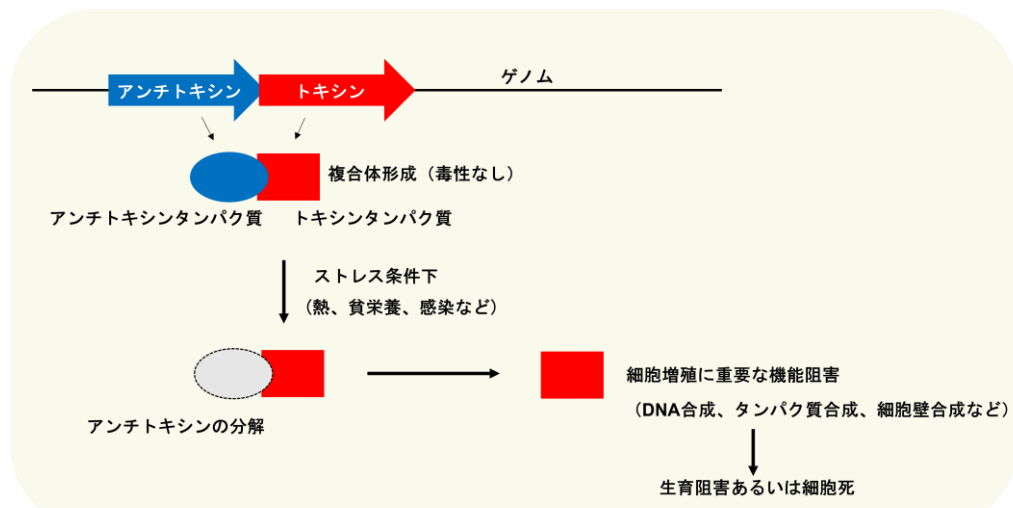 ゲノム
アンチトキシン
トキシン
複合体形成（毒性なし）
アンチトキシンタンパク質
トキシンタンパク質
ストレス条件下
（熱、貧栄養、感染など）
細胞増殖に重要な機能阻害
（DNA合成、タンパク質合成、細胞壁合成など）
アンチトキシンの分解
生育阻害あるいは細胞死